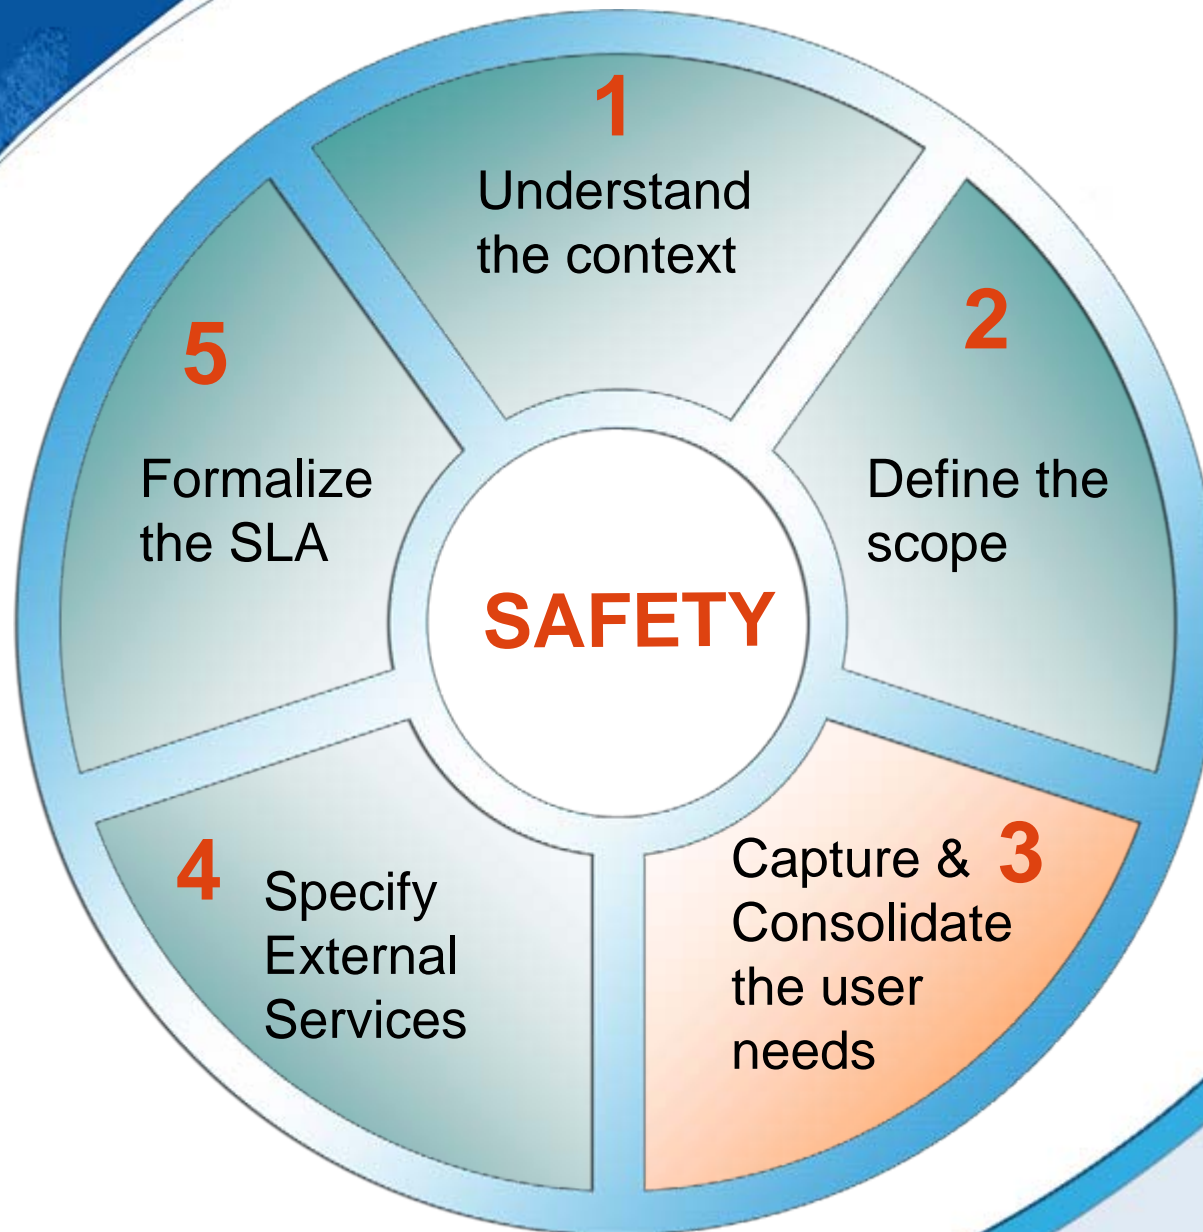 1
Understand
the context
2
Define the
scope
3
Capture &
Consolidate
the user
needs
4
Specify
External
Services
5
Formalize
the SLA
SAFETY